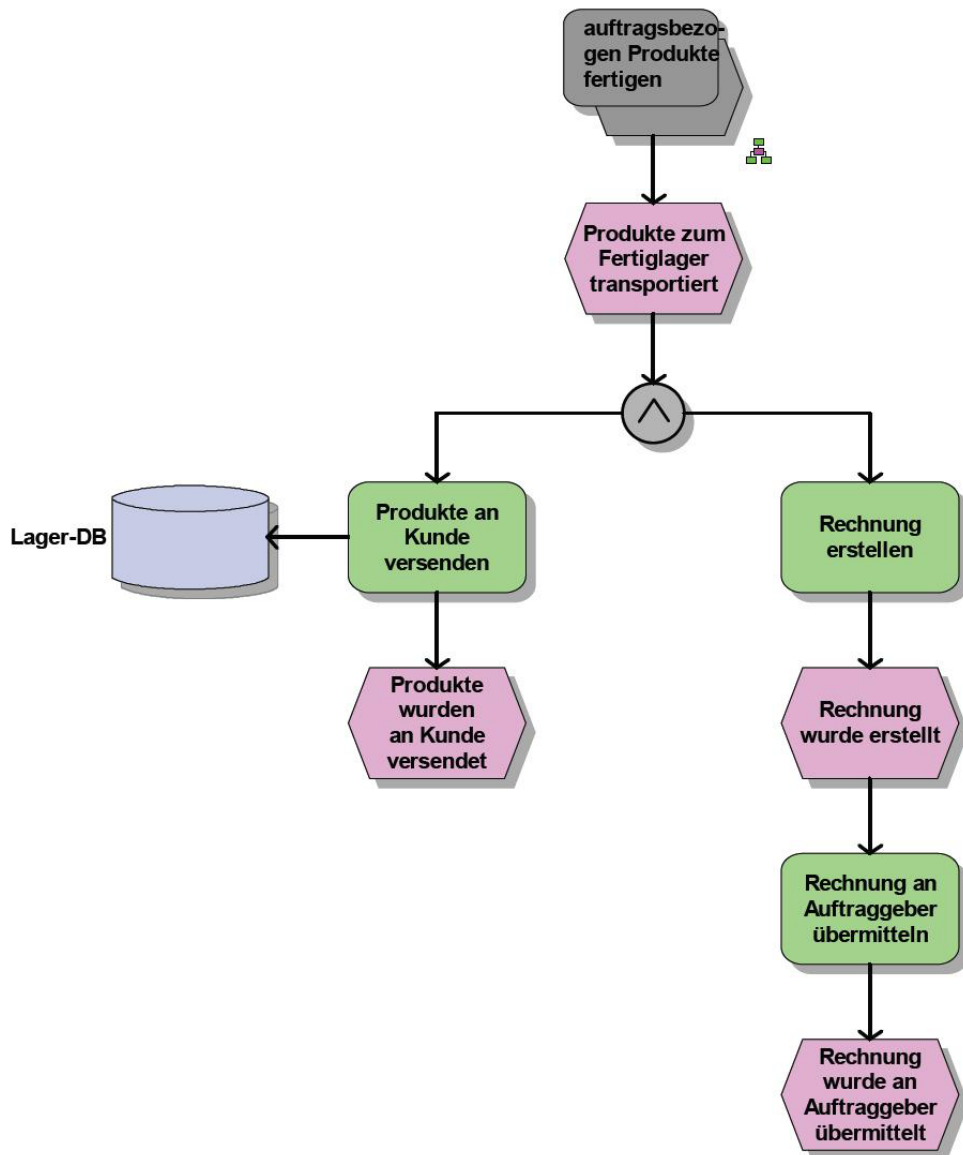 auftragsbezo-
gen Produkte
fertigen
Produkte zum
Fertiglager
transportiert
Lager-DB
Produkte an
Kunde
versenden
Rechnung
erstellen
Produkte
wurden
an Kunde
versendet
Rechnung
wurde erstellt
Rechnung an
Auftraggeber
übermitteln
Rechnung
wurde an
Auftraggeber
übermittelt